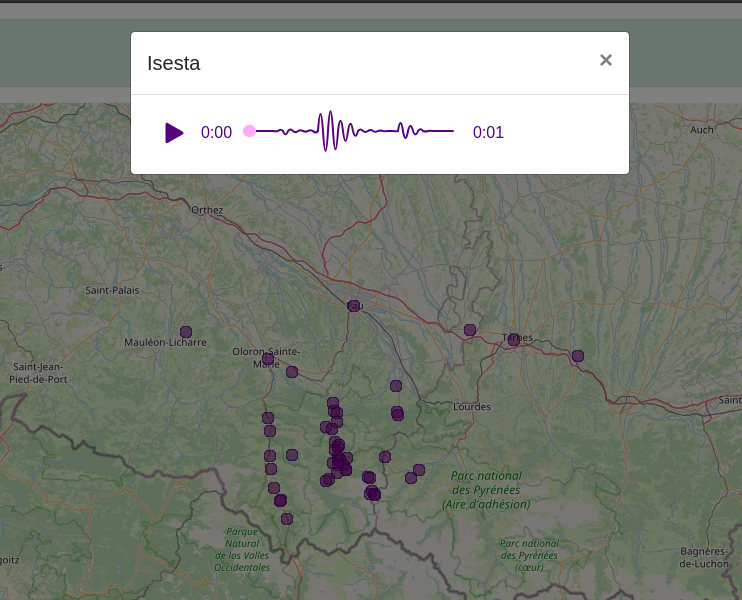 Isesta
×
0:00
0:01
Auch
Orthez
s-
Saint-Palais
Pau
Mauléon-Licharre
Tarbes
Oloron-Sainte-
Marie
Saint-Jean-
Pied-de-Port
Lourdes
Saint
Parc national
des Pyrénées
(Aire d'adhésion)
Parque
Natural
de los Valles
Occidentales
Parc national
des Pyrénées
(cœur)
Bagnères-
de-Luchon
goitz